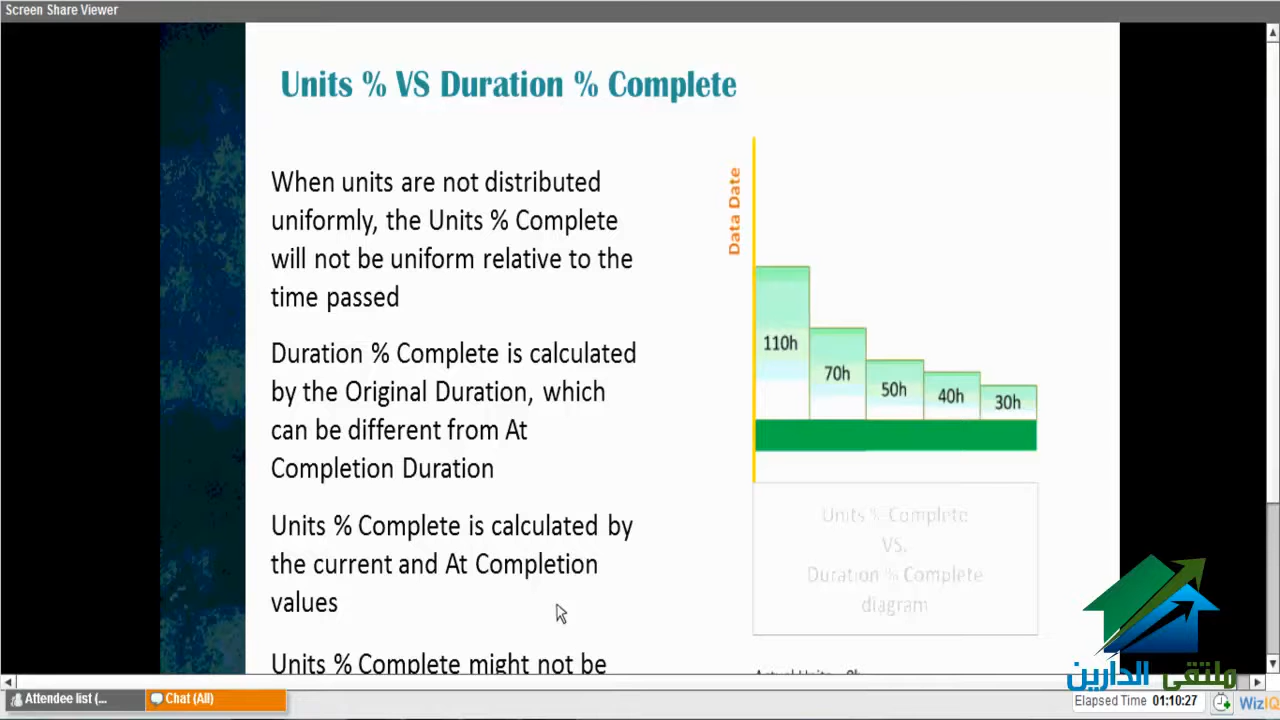 Screen Share Viewer
Units % VS Duration % Complete
When units are not distributed
uniformly, the Units % Complete
will not be uniform relative to the
time passed
Duration % Complete is calculated
by the Original Duration, which
can be different from At
Completion Duration
Units % Complete is calculated by
the current and At Completion
values
Units % Complete might not be
Data Date
110h
70h
50h
40h
30h
Units % Complete
VS.
Duration % Complete
diagram
ملتقى الدارين
Attendee list (...
Chat (All)
Elapsed Time 01:10:27
WizIQ